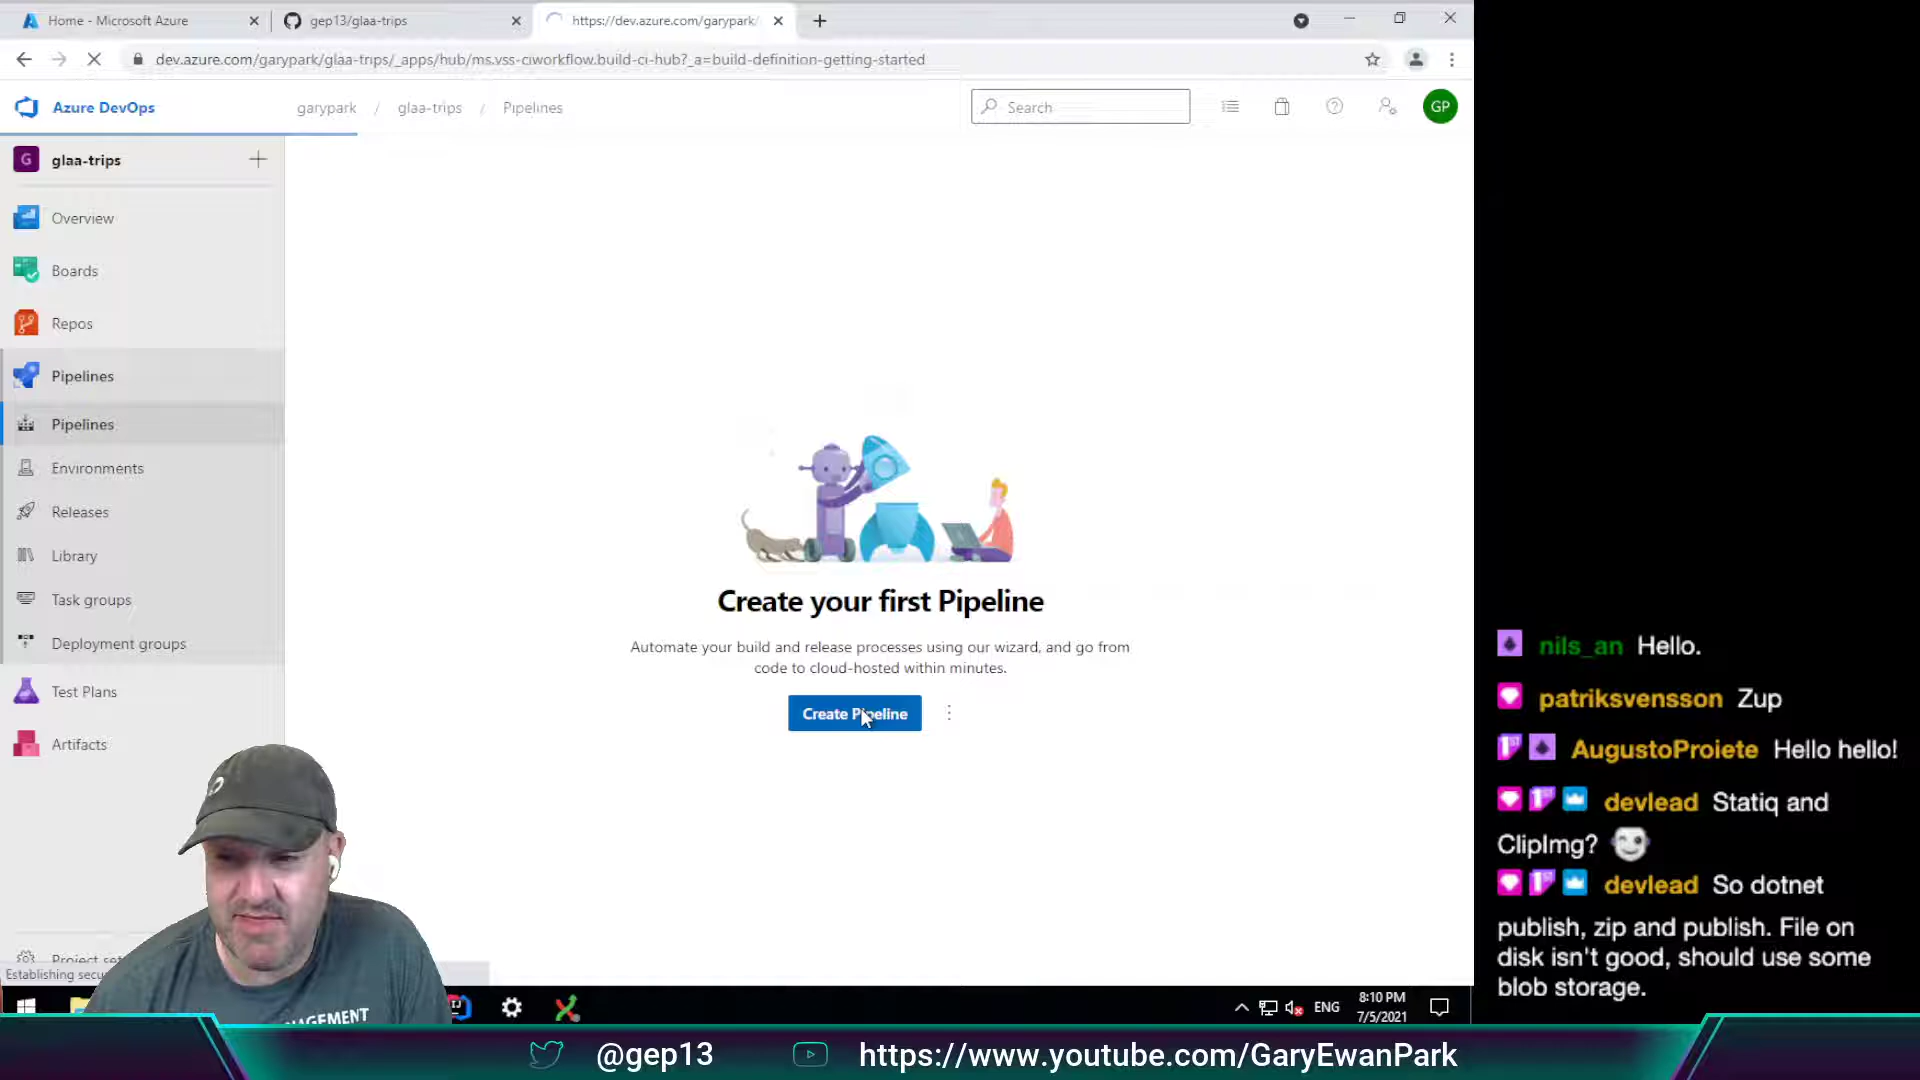 Home - Microsoft Azure
gep13/glaa-trips
https://dev.azure.com/garypark/
dev.azure.com/garypark/glaa-trips/_apps/hub/ms.vss-ciworkflow.build-ci-hub?_a=build-definition-getting-started
Azure DevOps
garypark / glaa-trips / Pipelines
Search
GP
G glaa-trips
Overview
Boards
Repos
Pipelines
Pipelines
Environments
Releases
Library
Task groups
Deployment groups
Test Plans
Artifacts
Project set
Establishing secu
Create your first Pipeline
Automate your build and release processes using our wizard, and go from
code to cloud-hosted within minutes.
Create Pipeline
nils_an Hello.
patriksvensson Zup
AugustoProiete Hello hello!
devlead Statiq and
ClipImg?
devlead So dotnet
publish, zip and publish. File on
disk isn't good, should use some
blob storage.
ENG
8:10 PM
7/5/2021
@gep13
https://www.youtube.com/GaryEwanPark